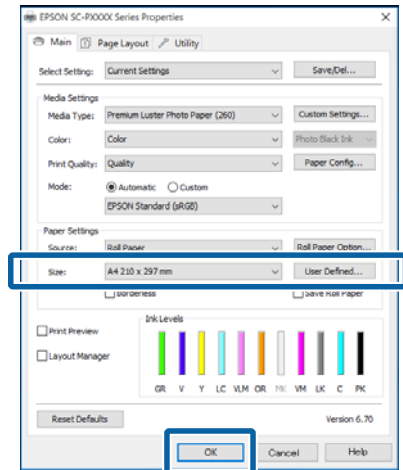 EPSON SC-PXXXX Series Properties
Main Page Layout Utility
Select Setting: Current Settings Save/Del...
Media Settings
Media Type: Premium Luster Photo Paper (260) Custom Settings...
Color: Color Photo Black Ink
Print Quality: Quality Paper Config...
Mode: Automatic Custom
EPSON Standard (sRGB)
Paper Settings
Source: Roll Paper Roll Paper Option...
Size: A4 210 x 297 mm User Defined...
Borderless Save Roll Paper
Ink Levels
Print Preview
Layout Manager
GR V Y LC VLM OR MK VM LK C PK
Reset Defaults Version 6.70
OK Cancel Help